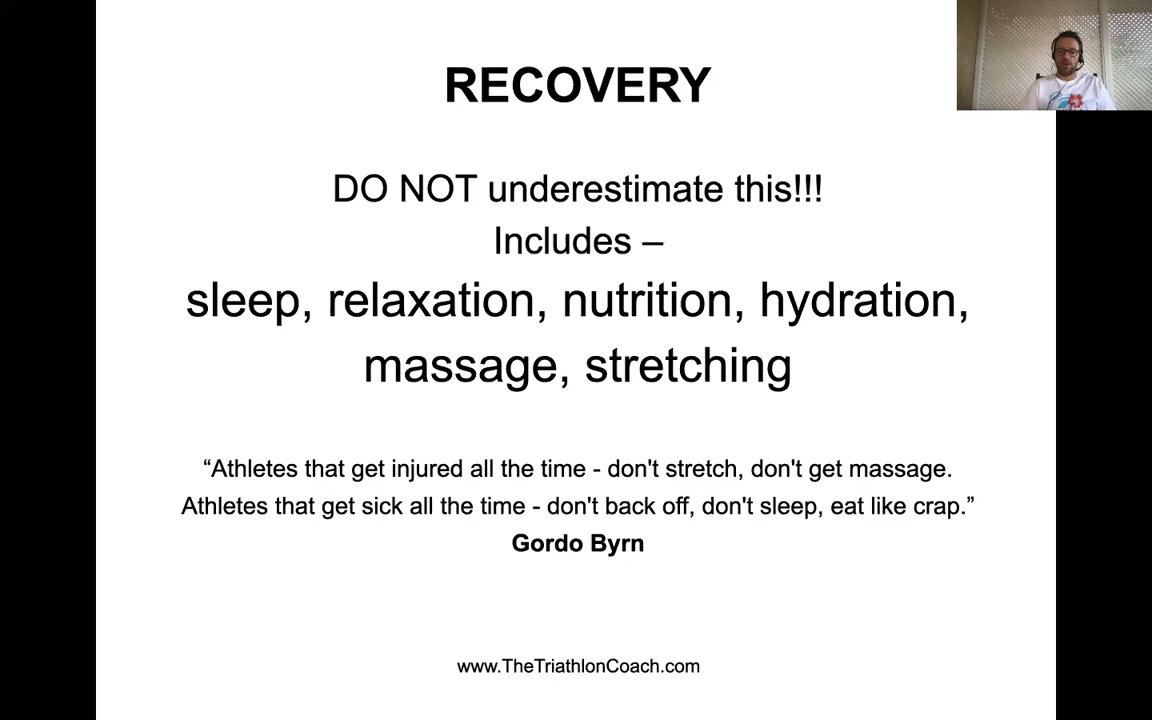 RECOVERY
DO NOT underestimate this!!!
Includes –
sleep, relaxation, nutrition, hydration,
massage, stretching
“Athletes that get injured all the time - don't stretch, don't get massage.
Athletes that get sick all the time - don't back off, don't sleep, eat like crap.”
Gordo Byrn
www.TheTriathlonCoach.com